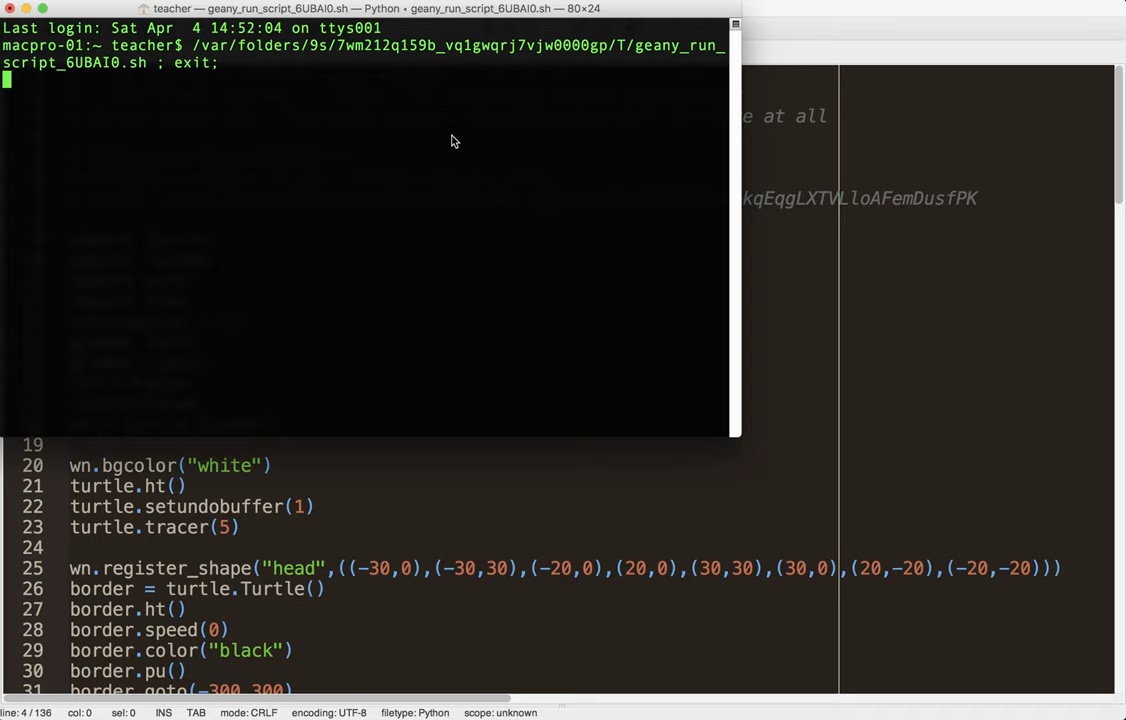 teacher — geany_run_script_6UBAI0.sh — Python • geany_run_script_6UBAI0.sh — 80×24
Last login: Sat Apr  4 14:52:04 on ttys001
macpro-01:~ teacher$ /var/folders/9s/7wm212q159b_vq1gwqrj7vjw0000gp/T/geany_run_
script_6UBAI0.sh ; exit;
e at all
kqEqgLXTVLloAFemDusfPK
19
20 wn.bgcolor("white")
21 turtle.ht()
22 turtle.setundobuffer(1)
23 turtle.tracer(5)
24
25 wn.register_shape("head",((-30,0),(-30,30),(-20,0),(20,0),(30,30),(30,0),(20,-20),(-20,-20)))
26 border = turtle.Turtle()
27 border.ht()
28 border.speed(0)
29 border.color("black")
30 border.pu()
31 border.goto(-300,300)
line: 4 / 136 col: 0 sel: 0 INS TAB mode: CRLF encoding: UTF-8 filetype: Python scope: unknown